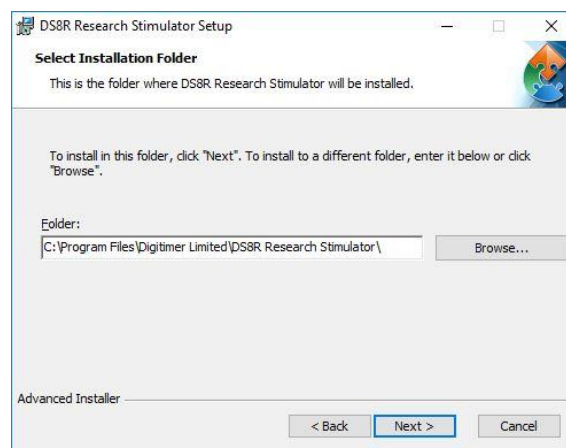 DS8R Research Stimulator Setup
Select Installation Folder
This is the folder where DS8R Research Stimulator will be installed.
To install in this folder, click "Next". To install to a different folder, enter it below or click
"Browse".
Folder:
C:\Program Files\Digitimer Limited\DS8R Research Stimulator\
Browse...
Advanced Installer
< Back
Next >
Cancel